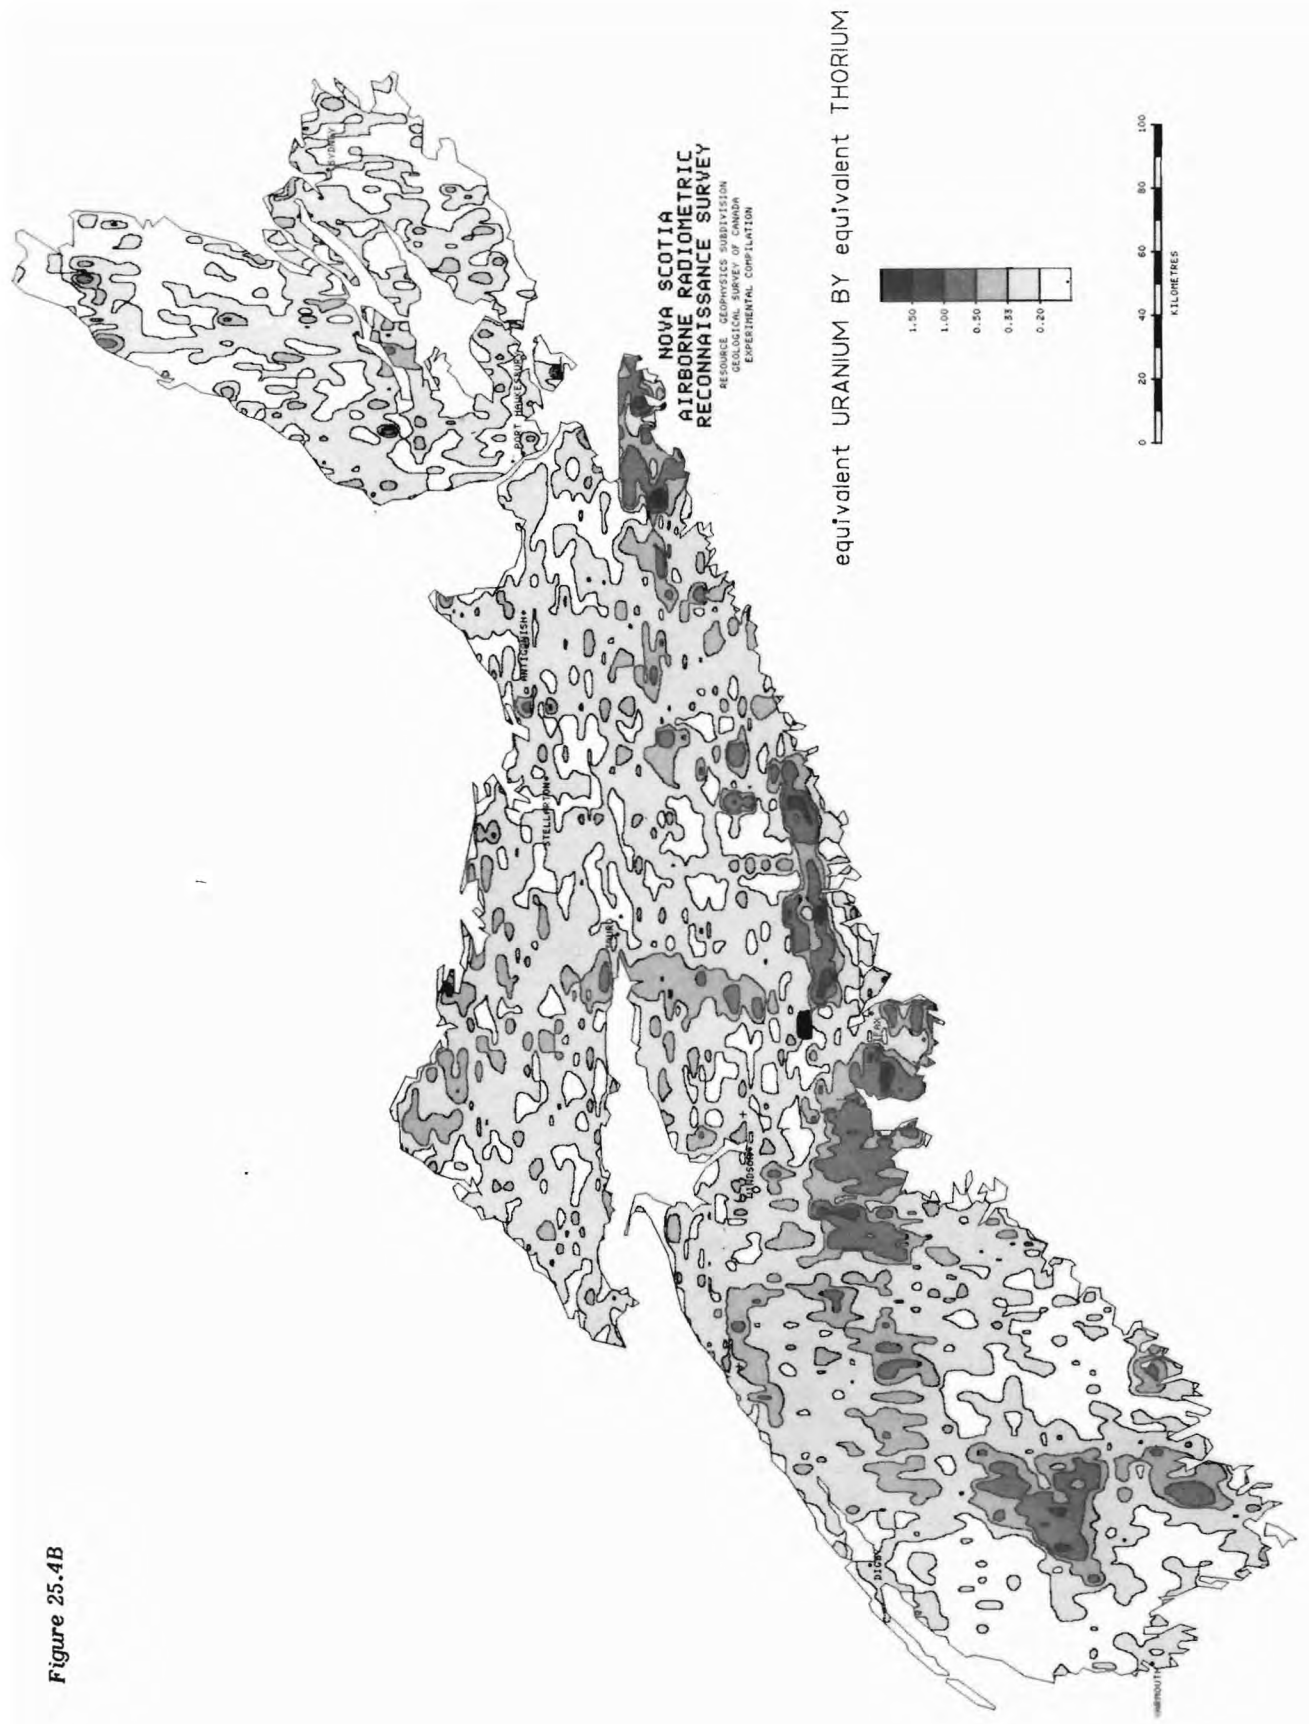 Figure 25.4B
NOVA SCOTIA
AIRBORNE RADIOMETRIC
RECONNAISSANCE SURVEY
RESOURCE GEOPHYSICS SUBDIVISION
GEOLOGICAL SURVEY OF CANADA
EXPERIMENTAL COMPILATION
equivalent URANIUM BY equivalent THORIUM
1.50
1.00
0.50
0.33
0.20
0 20 40 60 80 100
KILOMETRES
SYDNEY
PORT HAWKESBURY
ANTIGONISH
STELLARTON
WINDSOR
DIGBY